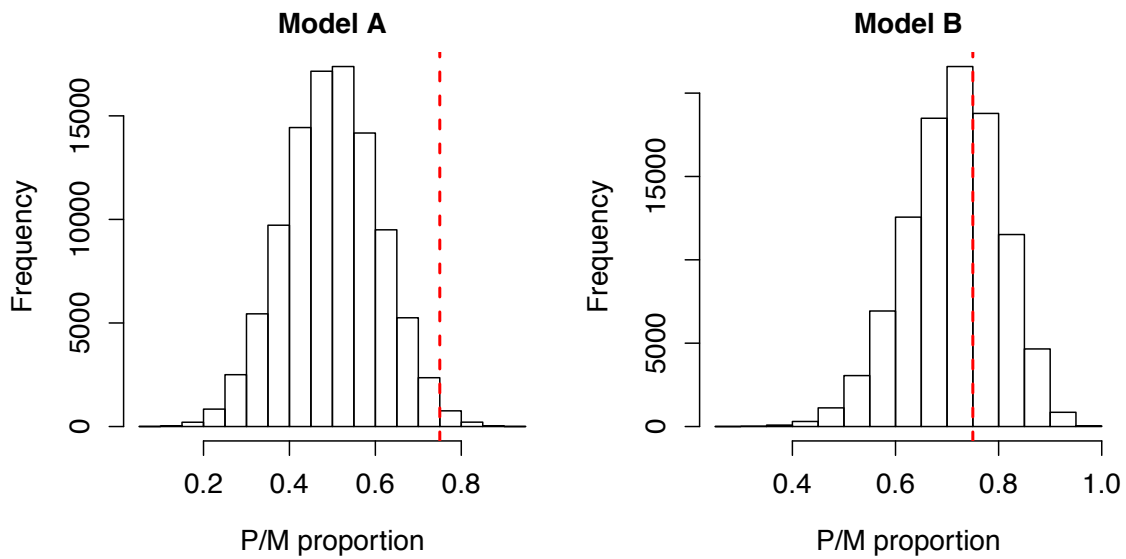 Model A
Frequency
15000
10000
5000
0
0.2 0.4 0.6 0.8
P/M proportion
Model B
Frequency
15000
5000
0
0.4 0.6 0.8 1.0
P/M proportion